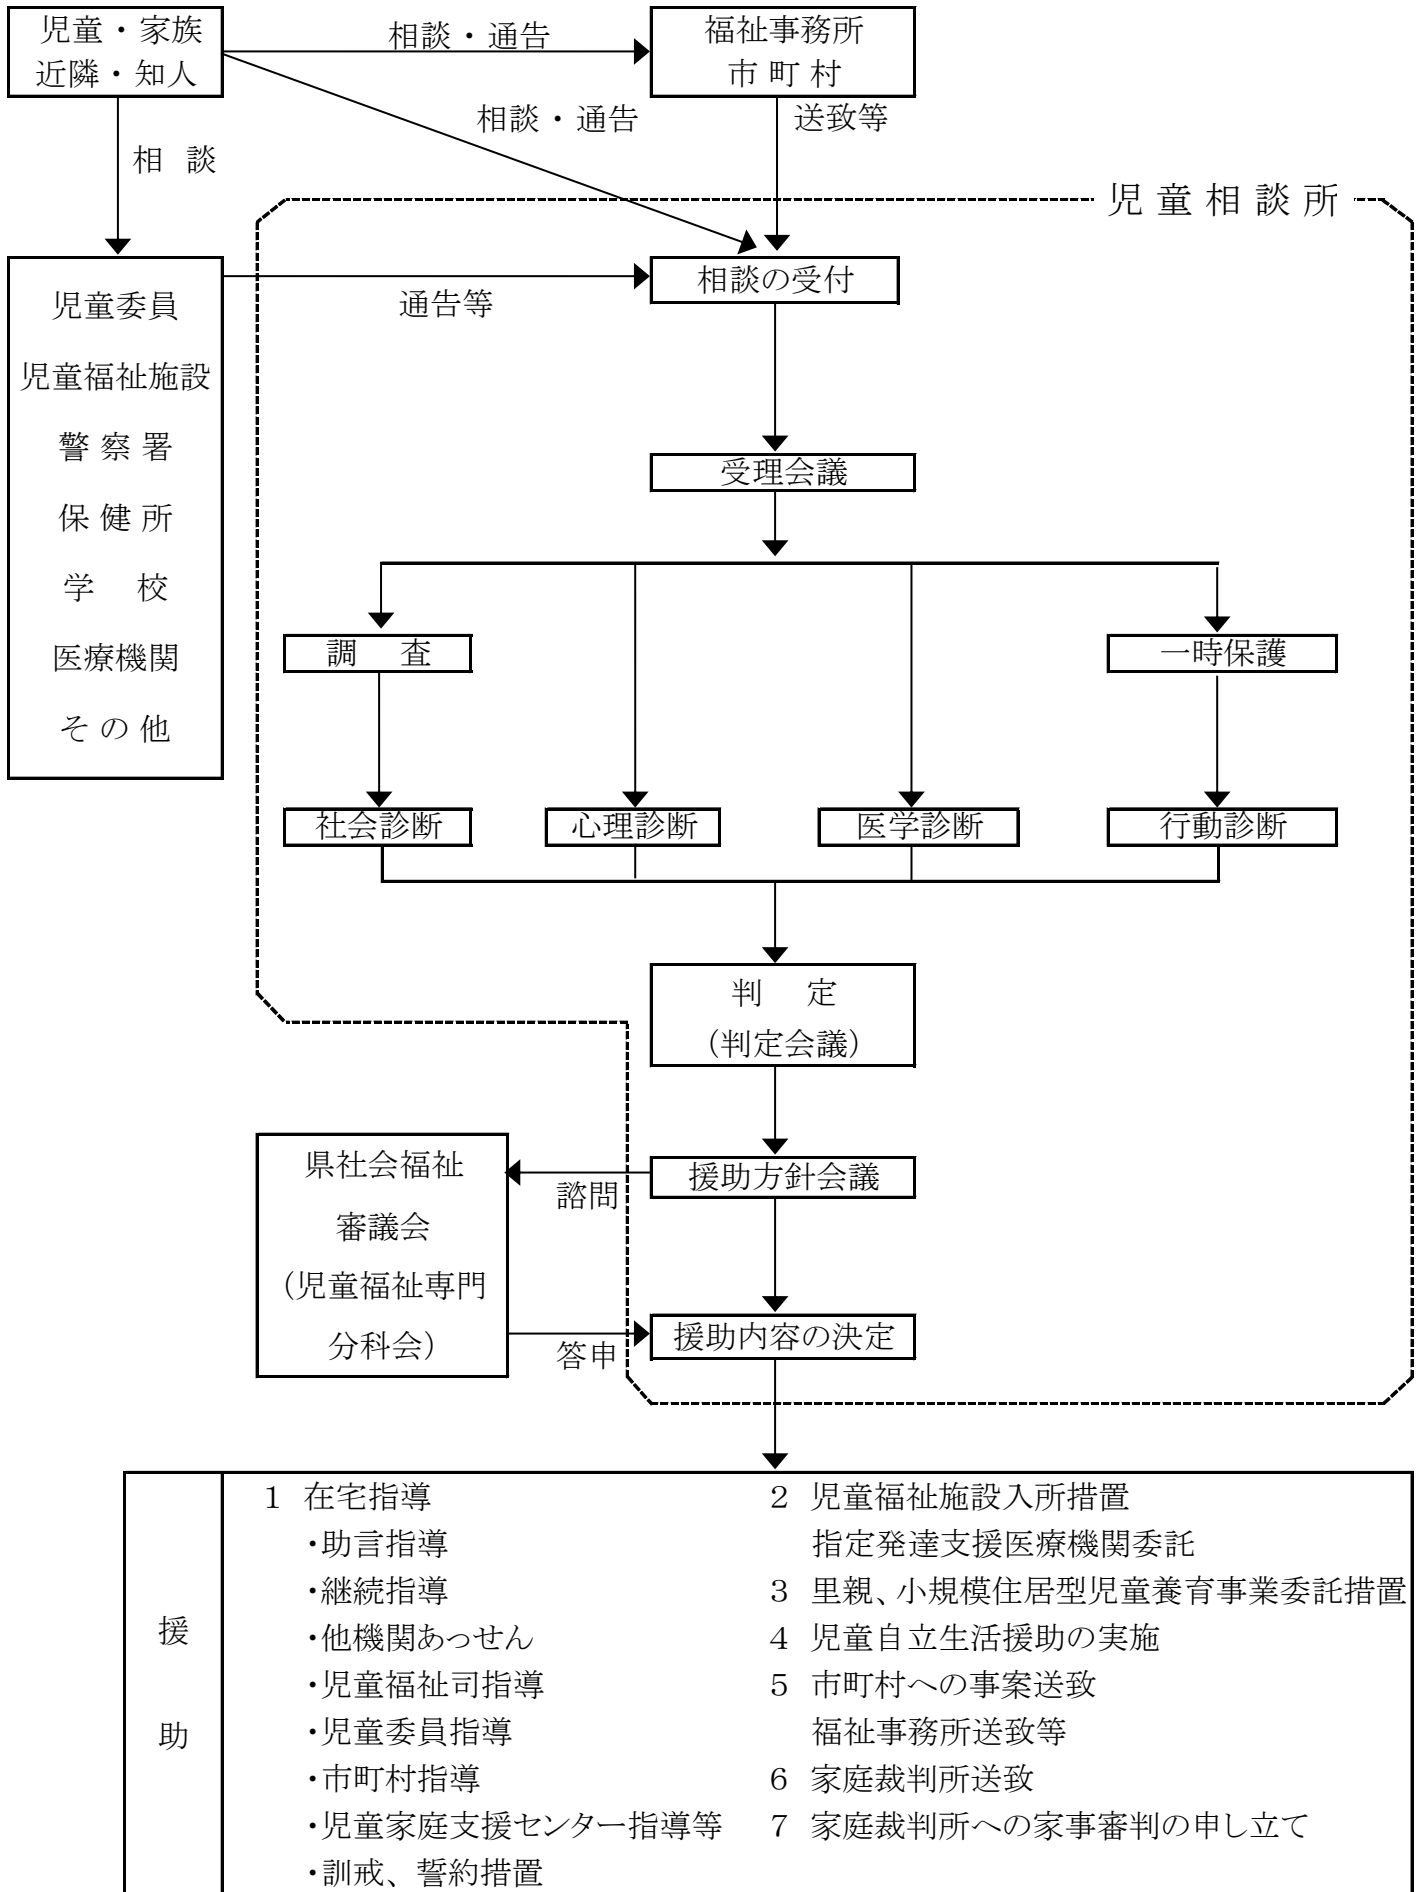 児童・家族
近隣・知人
相談・通告
福祉事務所
市町村
相談・通告
送致等
相 談
児童相談所
児童委員
児童福祉施設
警察署
保健所
学 校
医療機関
その他
通告等
相談の受付
受理会議
調 査
一時保護
社会診断
心理診断
医学診断
行動診断
判 定
(判定会議)
県社会福祉
審議会
(児童福祉専門
分科会)
諮問
答申
援助方針会議
援助内容の決定
援
助
1 在宅指導
・助言指導
・継続指導
・他機関あっせん
・児童福祉司指導
・児童委員指導
・市町村指導
・児童家庭支援センター指導等
・訓戒、誓約措置
2 児童福祉施設入所措置
指定発達支援医療機関委託
3 里親、小規模住居型児童養育事業委託措置
4 児童自立生活援助の実施
5 市町村への事案送致
福祉事務所送致等
6 家庭裁判所送致
7 家庭裁判所への家事審判の申し立て